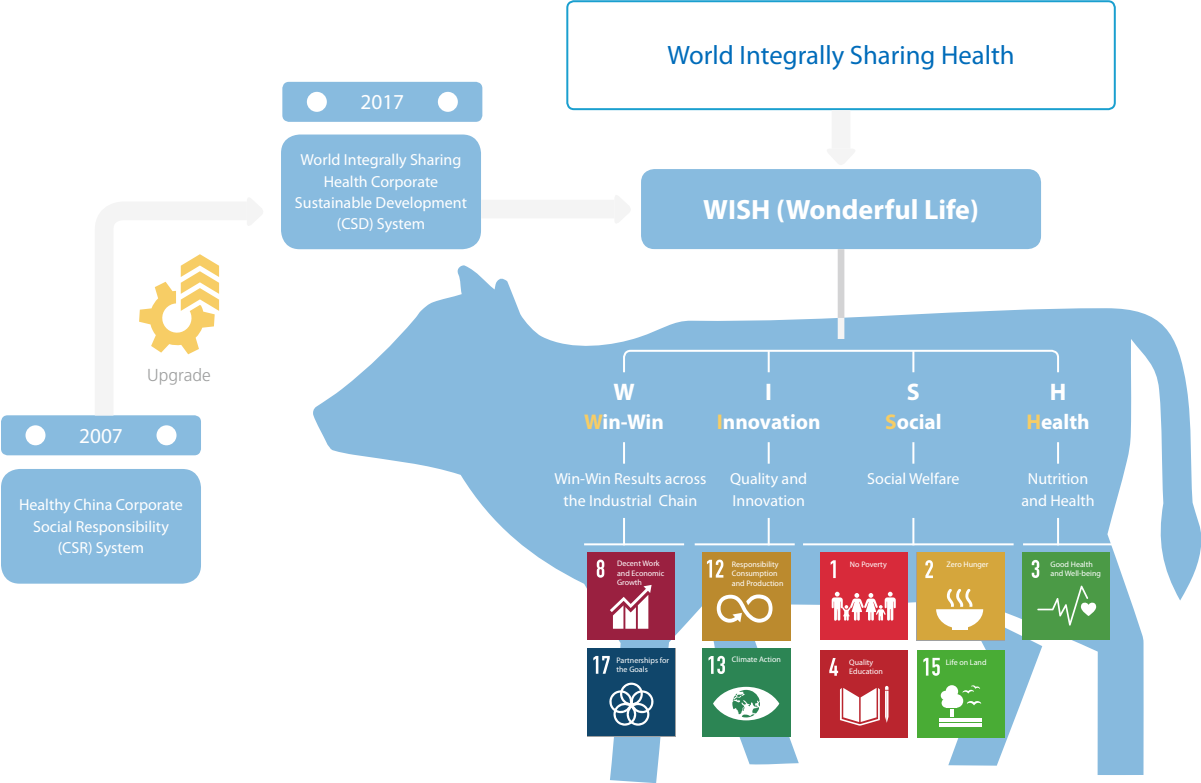 World Integrally Sharing Health
2017
World Integrally Sharing
Health Corporate
Sustainable Development
(CSD) System
WISH (Wonderful Life)
Upgrade
2007
Healthy China Corporate
Social Responsibility
(CSR) System
W
Win-Win
Win-Win Results across
the Industrial Chain
I
Innovation
Quality and
Innovation
S
Social
Social Welfare
H
Health
Nutrition
and Health
8
Decent Work
and Economic
Growth
12
Responsibility
Consumption
and Production
1
No Poverty
2
Zero Hunger
3
Good Health
and Well-being
17
Partnerships for
the Goals
13
Climate Action
4
Quality
Education
15
Life on Land